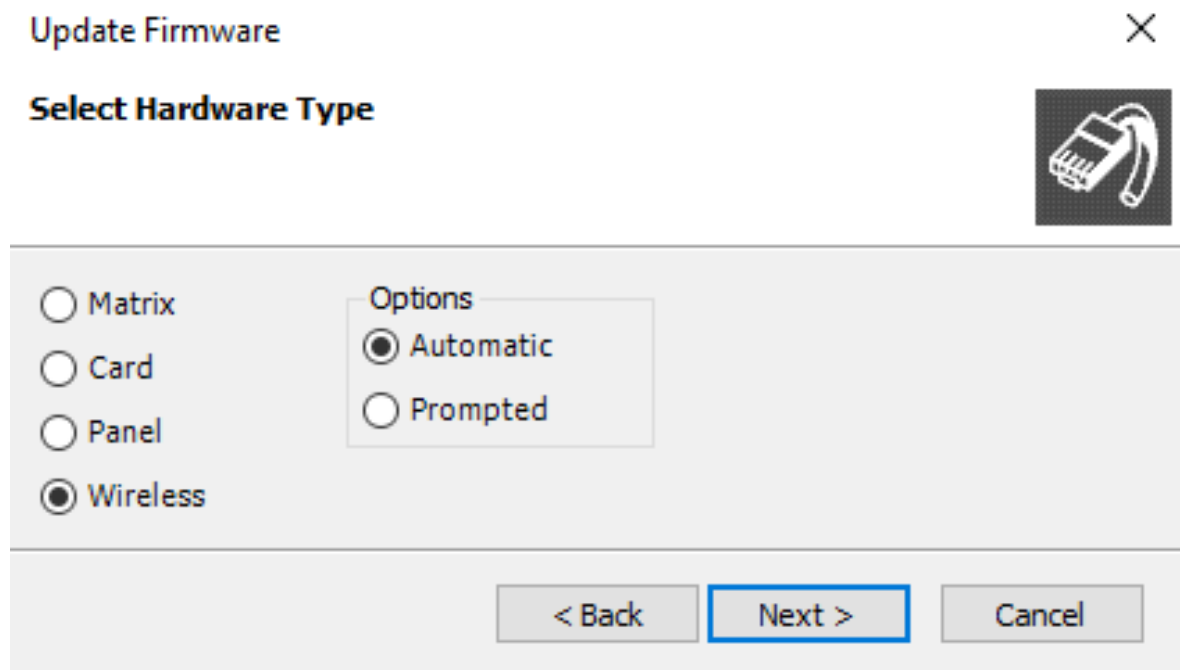 Update Firmware
Select Hardware Type
Matrix
Card
Panel
Wireless
Options
Automatic
Prompted
< Back
Next >
Cancel